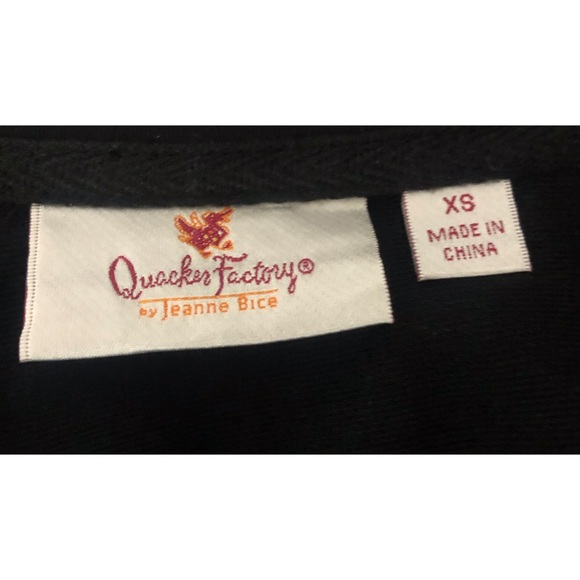 Quacker Factory®
by Jeanne Bice
XS
MADE IN
CHINA